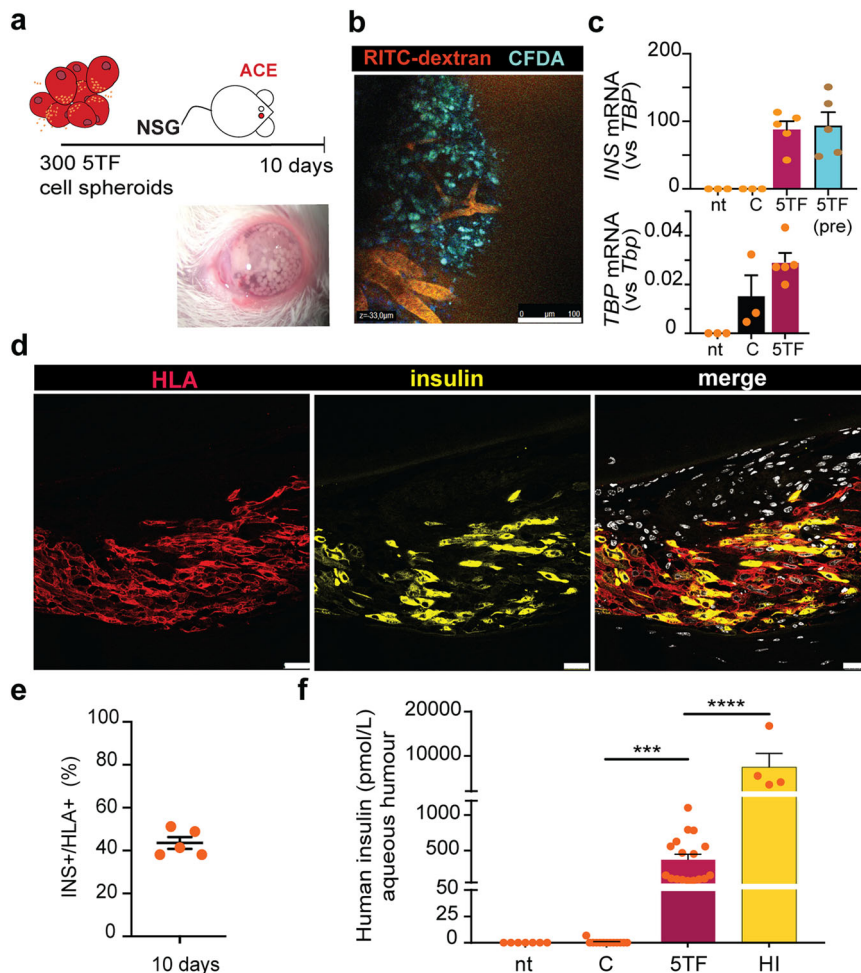 a
ACE
NSG
300 5TF
cell spheroids
10 days
b
RITC-dextran CFDA
z=-33,0µm
0 µm 100
c
INS mRNA
(vs TBP)
200
100
0
nt C 5TF 5TF
(pre)
TBP mRNA
(vs Tbp)
0.04
0.02
0
nt C 5TF
d
HLA insulin merge
e
INS+/HLA+ (%)
100
80
60
40
20
0
10 days
f
Human insulin (pmol/L)
aqueous humour
20000
10000
1000
500
50
25
0
*** ****
nt C 5TF HI